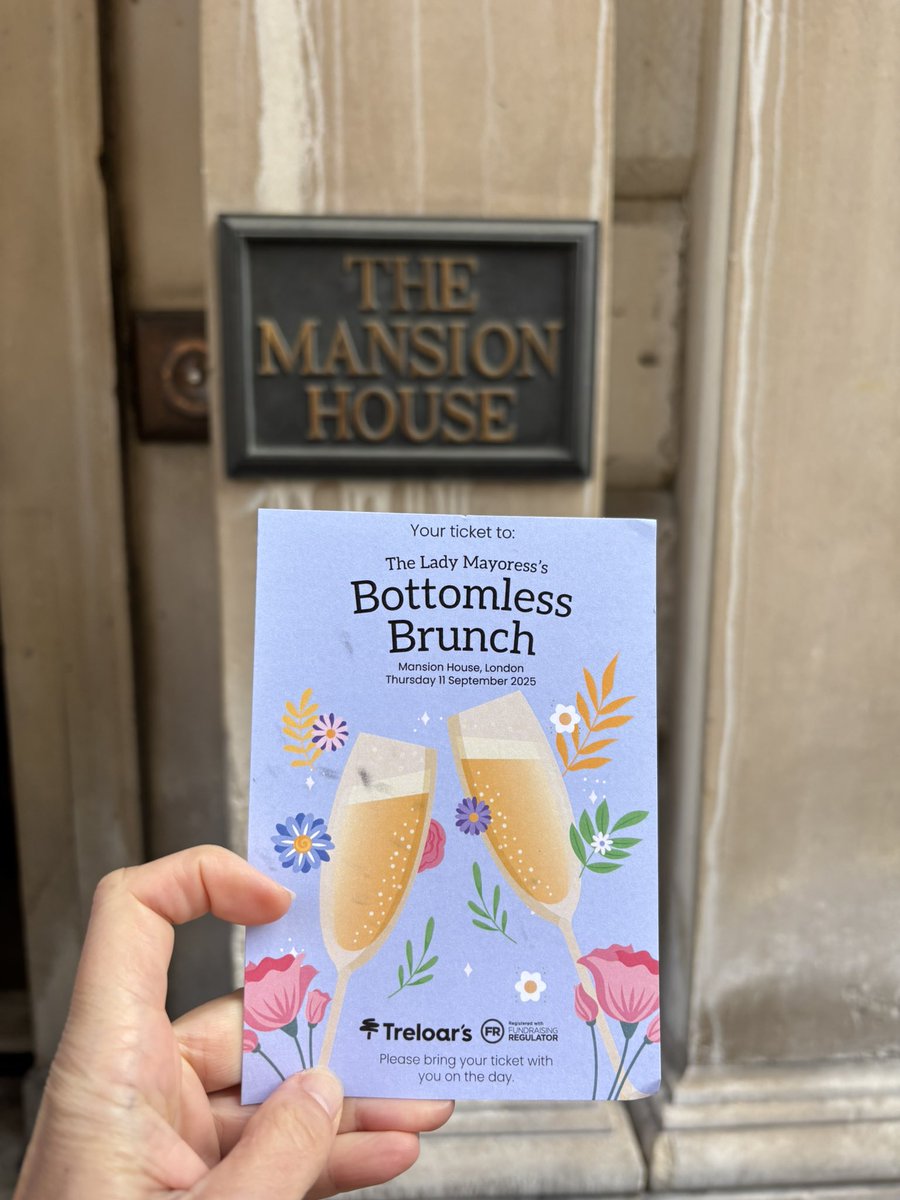 THE
MANSION
HOUSE
Your ticket to:
The Lady Mayoress's
Bottomless
Brunch
Mansion House, London
Thursday 11 September 2025
Treloar's
FR
Registered with
FUNDRAISING
REGULATOR
Please bring your ticket with
you on the day.